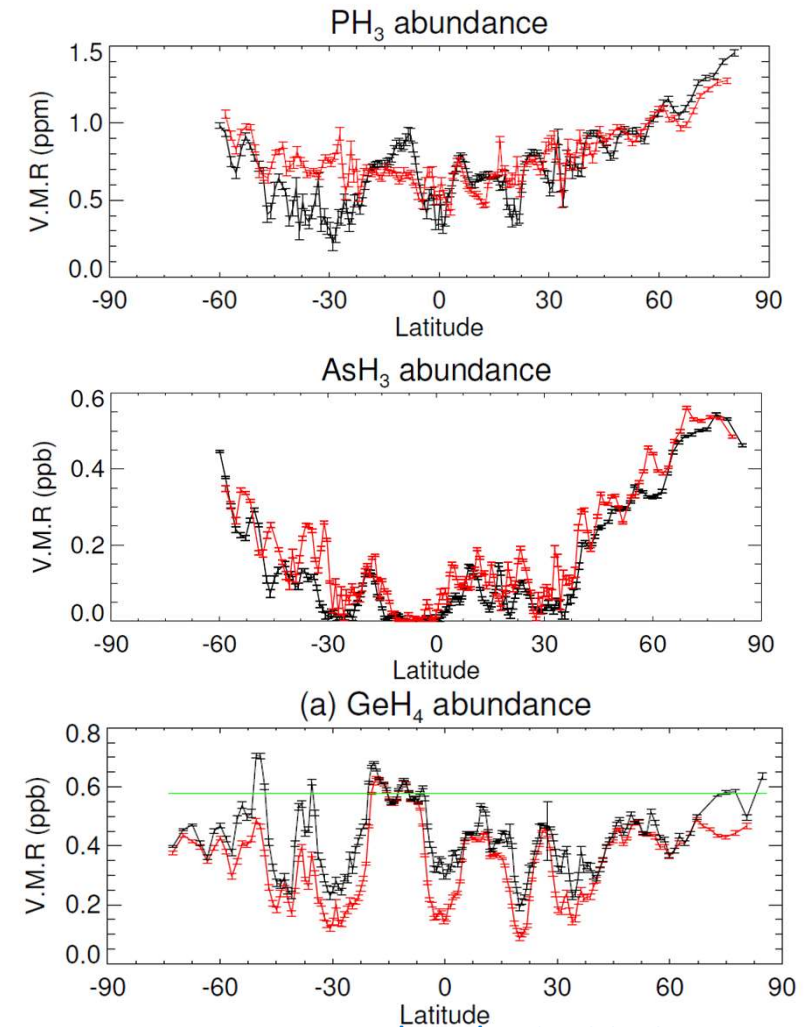 PH₃ abundance
V.M.R (ppm)
1.5
1.0
0.5
0.0
-90 -60 -30 0 30 60 90
Latitude
AsH₃ abundance
V.M.R (ppb)
0.6
0.4
0.2
0.0
-90 -60 -30 0 30 60 90
Latitude
(a) GeH₄ abundance
V.M.R (ppb)
0.8
0.6
0.4
0.2
0.0
-90 -60 -30 0 30 60 90
Latitude